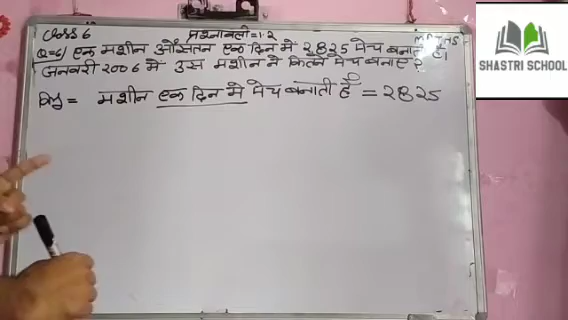 Class 6 प्रश्नावली=1.2 MATHS
Q=6) एक मशीन औसतन एक दिन में 2825 पेच बनाती है।
जनवरी 2006 में उस मशीन ने कितने पेच बनाए?
मशीन एक दिन में पेच बनाती है = 2825
SHASTRI SCHOOL